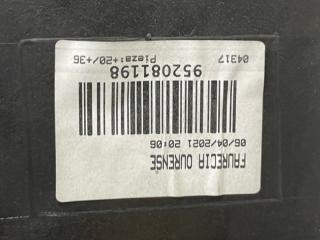 FAURECIA OURENSE
06/04/2021 20:06
952081198
04317 Pieza:+20/+36